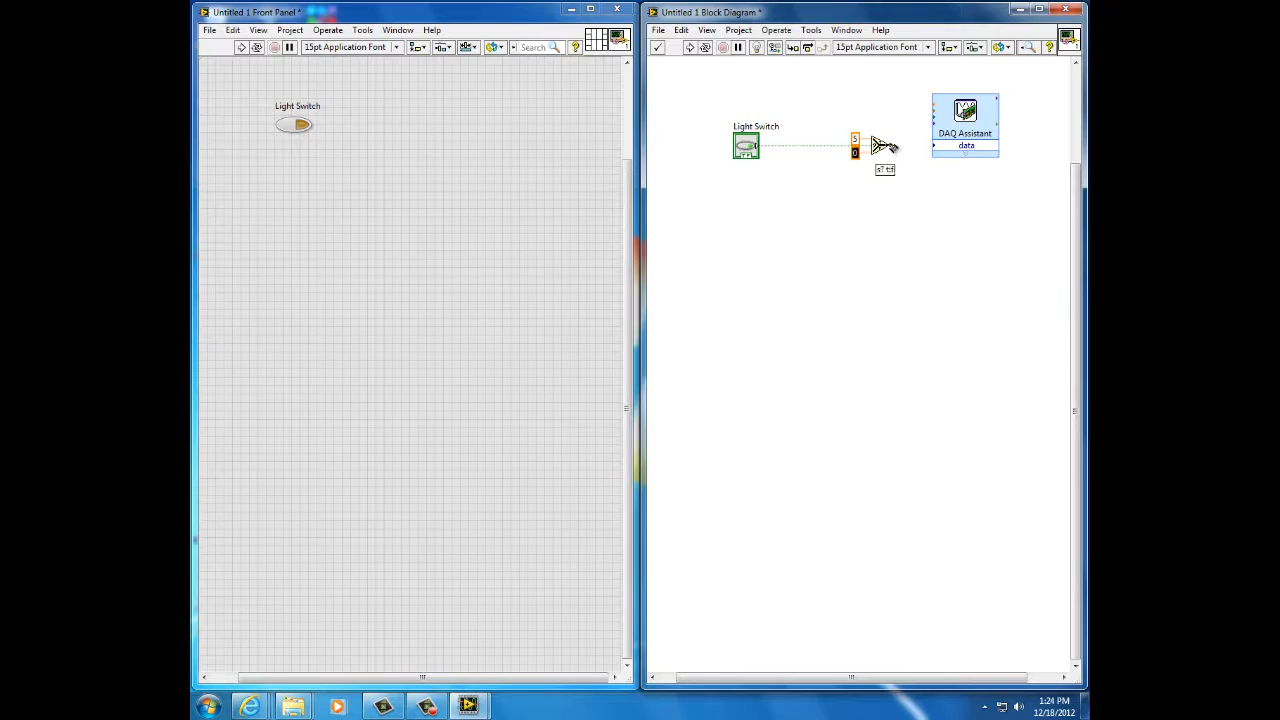 Untitled 1 Front Panel *
File Edit View Project Operate Tools Window Help
15pt Application Font
Search
Light Switch
Untitled 1 Block Diagram *
File Edit View Project Operate Tools Window Help
15pt Application Font
Light Switch
TF
5
0
s? t:f
DAQ Assistant
data
1:24 PM
12/18/2012